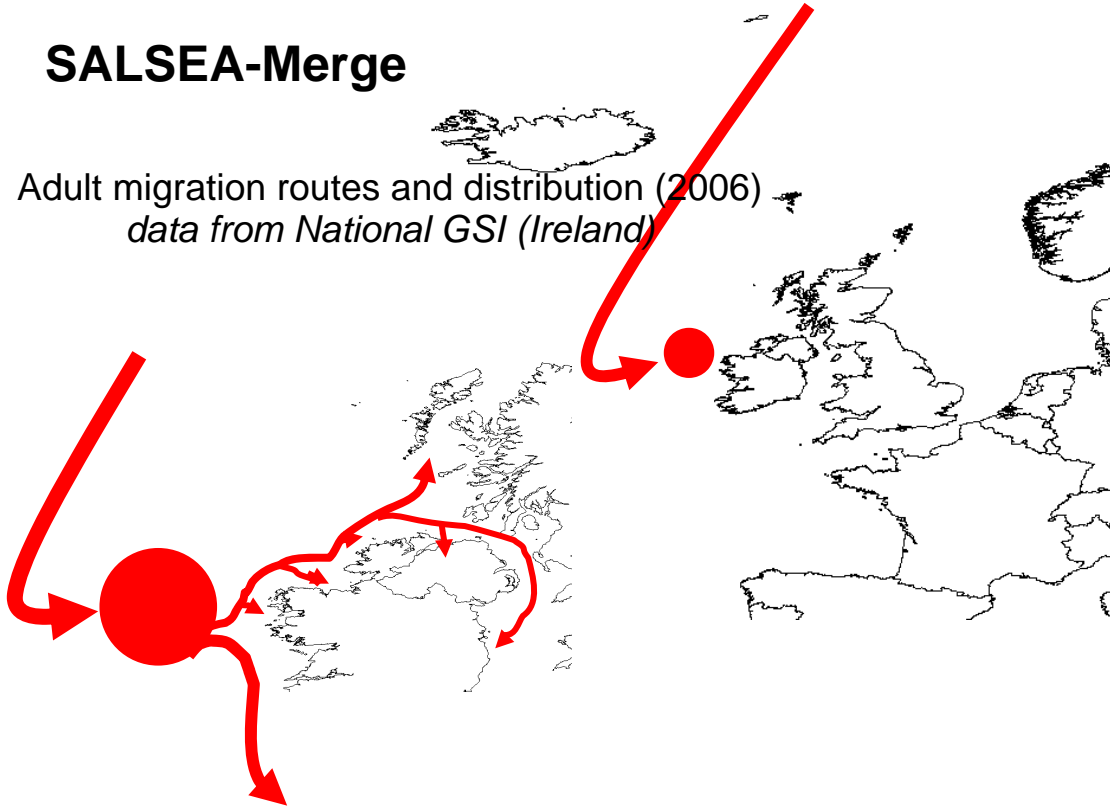 SALSEA-Merge
Adult migration routes and distribution (2006)
data from National GSI (Ireland)